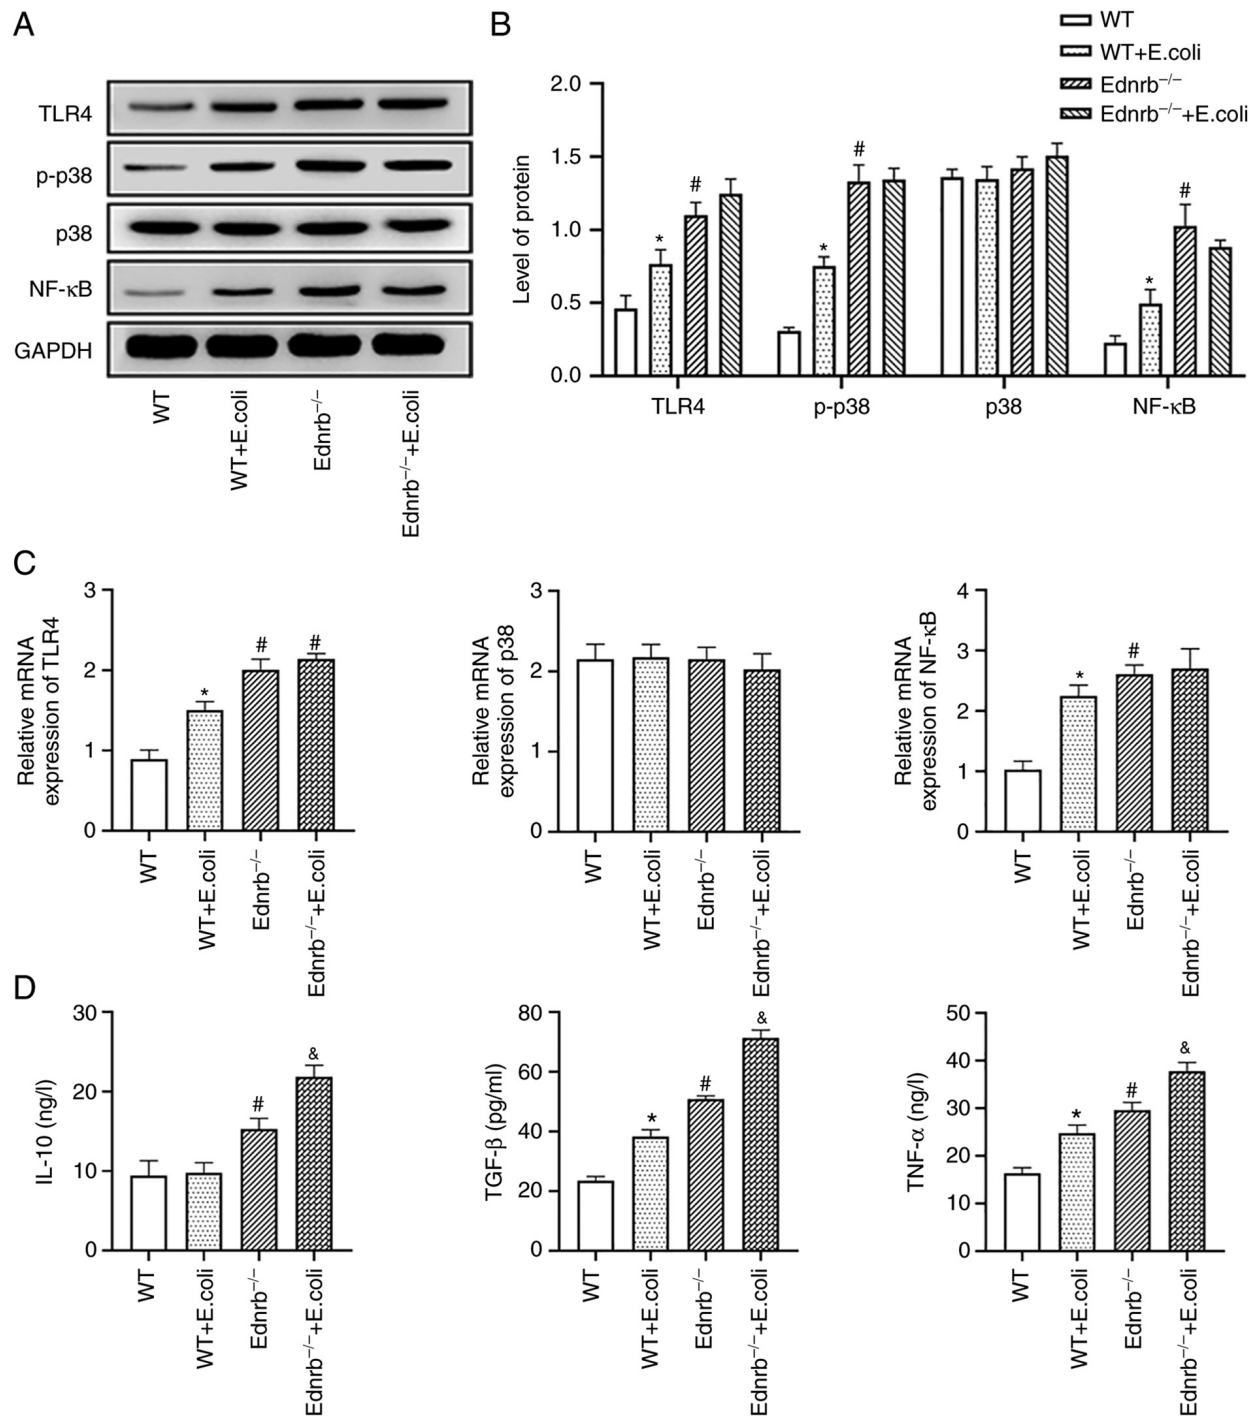 A
TLR4
p-p38
p38
NF-κB
GAPDH
WT
WT+E.coli
Ednrb⁻/⁻
Ednrb⁻/⁻+E.coli
B
WT
WT+E.coli
Ednrb⁻/⁻
Ednrb⁻/⁻+E.coli
Level of protein
2.0
1.5
1.0
0.5
0.0
*
#
*
#
*
#
TLR4
p-p38
p38
NF-κB
C
Relative mRNA
expression of TLR4
3
2
1
0
*
#
#
WT
WT+E.coli
Ednrb⁻/⁻
Ednrb⁻/⁻+E.coli
Relative mRNA
expression of p38
3
2
1
0
WT
WT+E.coli
Ednrb⁻/⁻
Ednrb⁻/⁻+E.coli
Relative mRNA
expression of NF-κB
4
3
2
1
0
*
#
WT
WT+E.coli
Ednrb⁻/⁻
Ednrb⁻/⁻+E.coli
D
IL-10 (ng/l)
30
20
10
0
#
&
WT
WT+E.coli
Ednrb⁻/⁻
Ednrb⁻/⁻+E.coli
TGF-β (pg/ml)
80
60
40
20
0
*
#
&
WT
WT+E.coli
Ednrb⁻/⁻
Ednrb⁻/⁻+E.coli
TNF-α (ng/l)
50
40
30
20
10
0
*
#
&
WT
WT+E.coli
Ednrb⁻/⁻
Ednrb⁻/⁻+E.coli